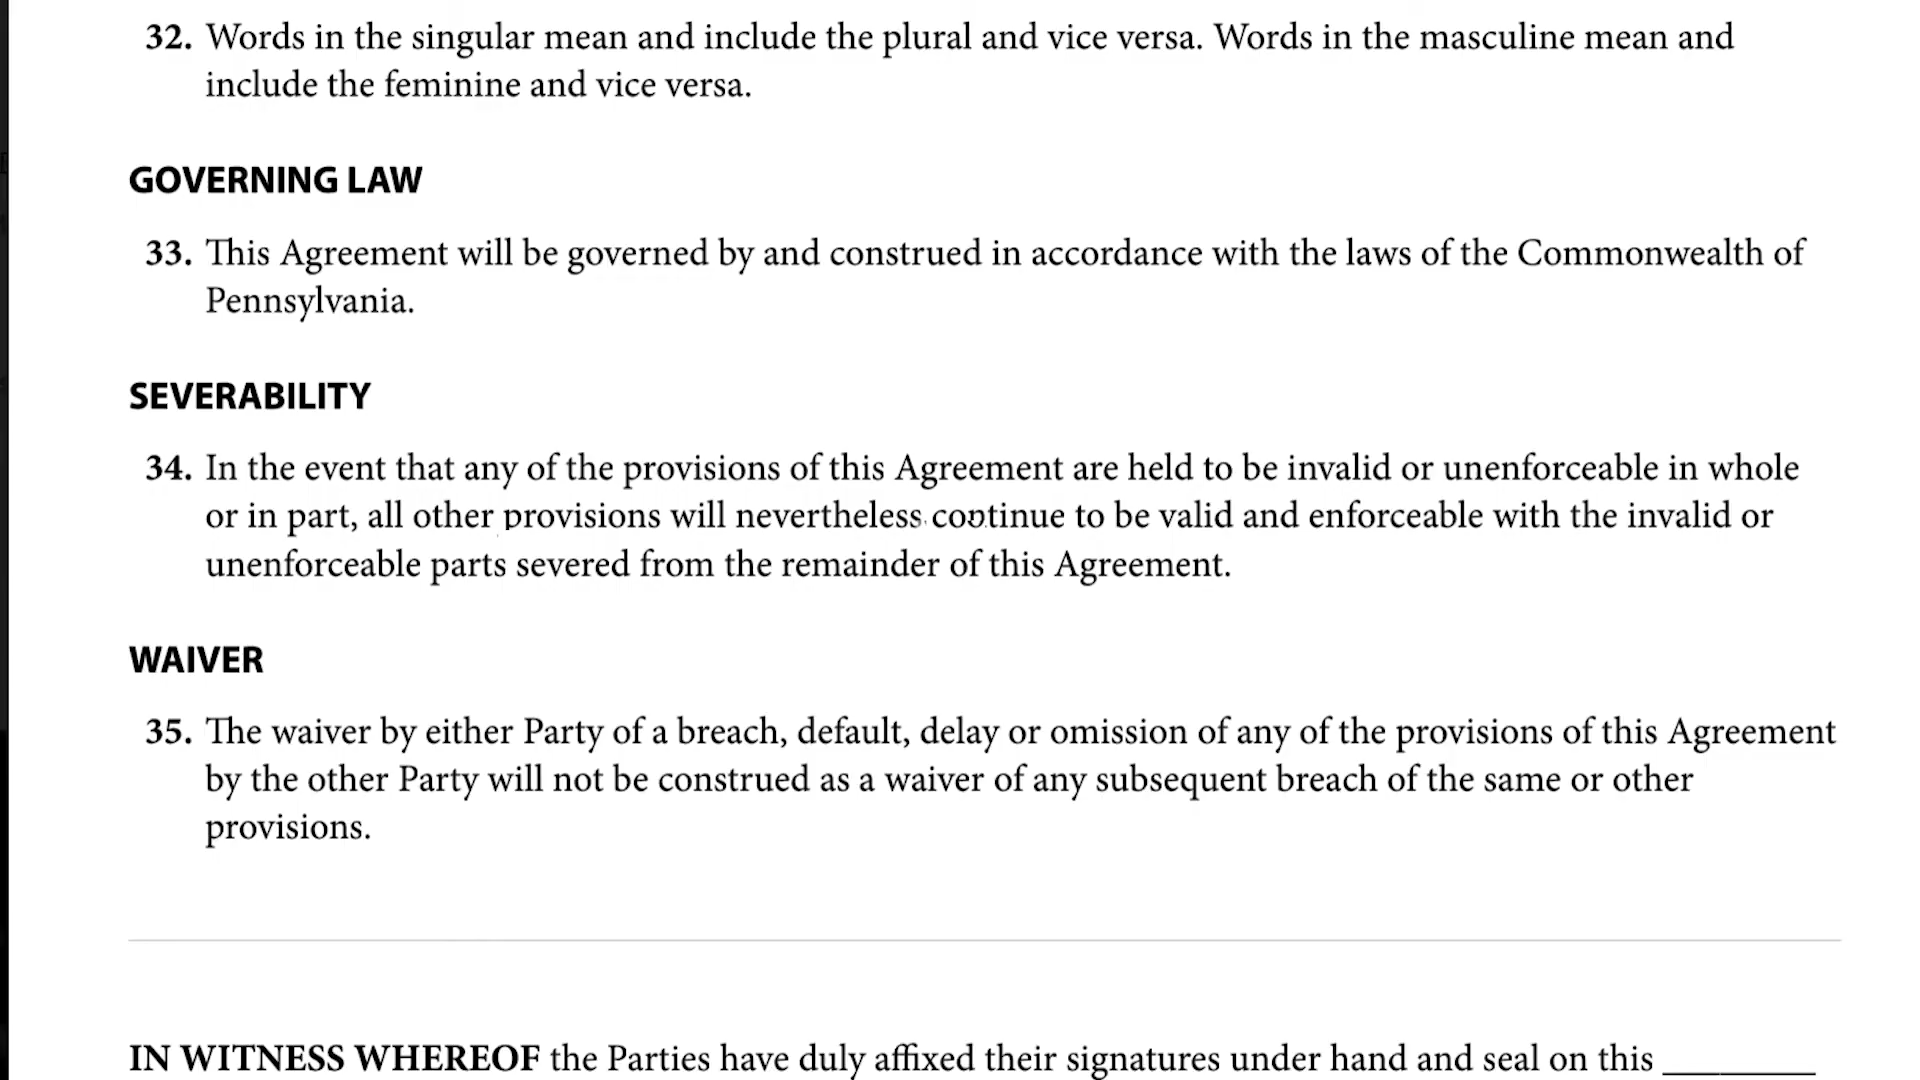 32. Words in the singular mean and include the plural and vice versa. Words in the masculine mean and
include the feminine and vice versa.
GOVERNING LAW
33. This Agreement will be governed by and construed in accordance with the laws of the Commonwealth of
Pennsylvania.
SEVERABILITY
34. In the event that any of the provisions of this Agreement are held to be invalid or unenforceable in whole
or in part, all other provisions will nevertheless continue to be valid and enforceable with the invalid or
unenforceable parts severed from the remainder of this Agreement.
WAIVER
35. The waiver by either Party of a breach, default, delay or omission of any of the provisions of this Agreement
by the other Party will not be construed as a waiver of any subsequent breach of the same or other
provisions.
IN WITNESS WHEREOF the Parties have duly affixed their signatures under hand and seal on this ________